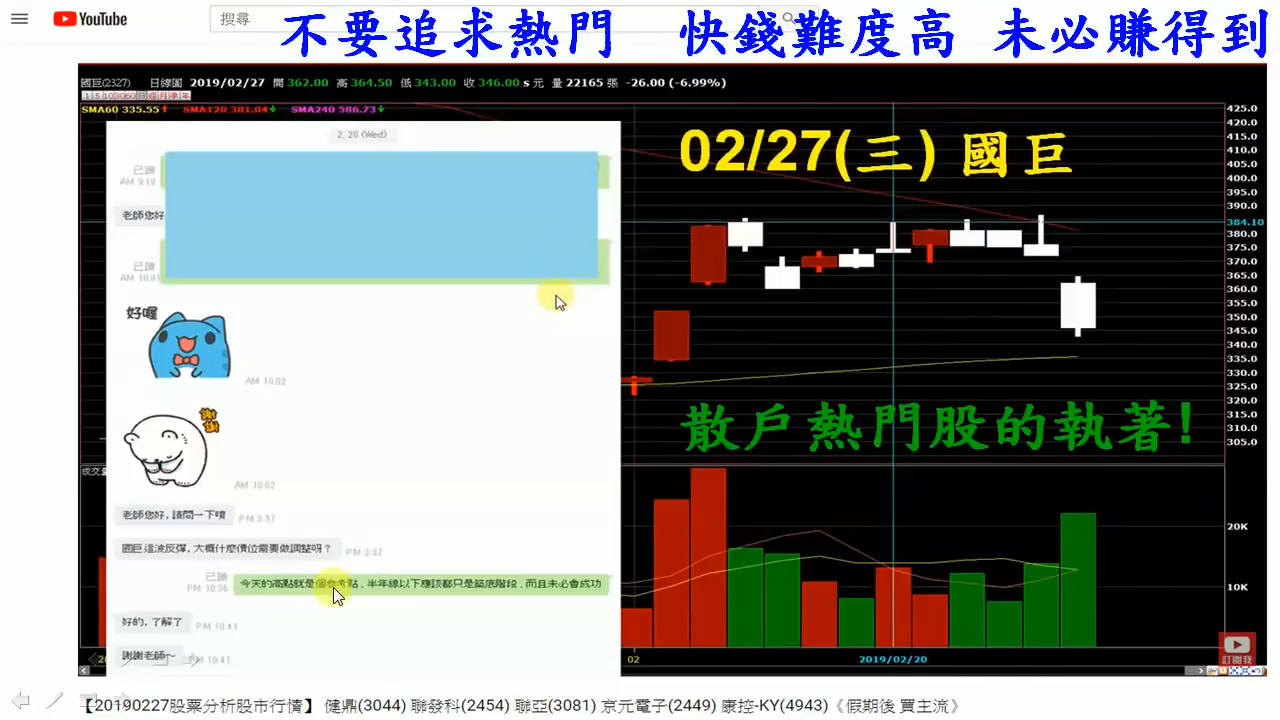 YouTube
搜尋
不要追求熱門 快錢難度高 未必賺得到
國巨(2327) 日線圖 2019/02/27 開 362.00 高 364.50 低 343.00 收 346.00 s 元 量 22165 張 -26.00 (-6.99%)
SMA60 335.55↑ SMA120 381.04↓ SMA240 586.73↓
425.0
420.0
415.0
410.0
405.0
400.0
395.0
390.0
384.10
380.0
375.0
370.0
365.0
360.0
355.0
350.0
345.0
340.0
335.0
330.0
325.0
320.0
315.0
310.0
305.0
02/27(三) 國巨
散戶熱門股的執著!
2. 20 (Wed)
已讀
AM 9:19
老師您好
已讀
好喔
AM 10:02
謝謝
AM 10:02
老師您好,請問一下唷
PM 3:37
國巨這波反彈,大概什麼價位需要做調整呀?
PM 3:37
已讀
PM 10:36
今天的高點就是個參考點,半年線以下應該都只是築底階段,而且未必會成功
好的,了解了
PM 10:41
謝謝老師~
PM 10:41
成交
20K
10K
02
2019/02/20
訂閱我
【20190227股票分析股市行情】 健鼎(3044) 聯發科(2454) 聯亞(3081) 京元電子(2449) 康控-KY(4943)《假期後 買主流》